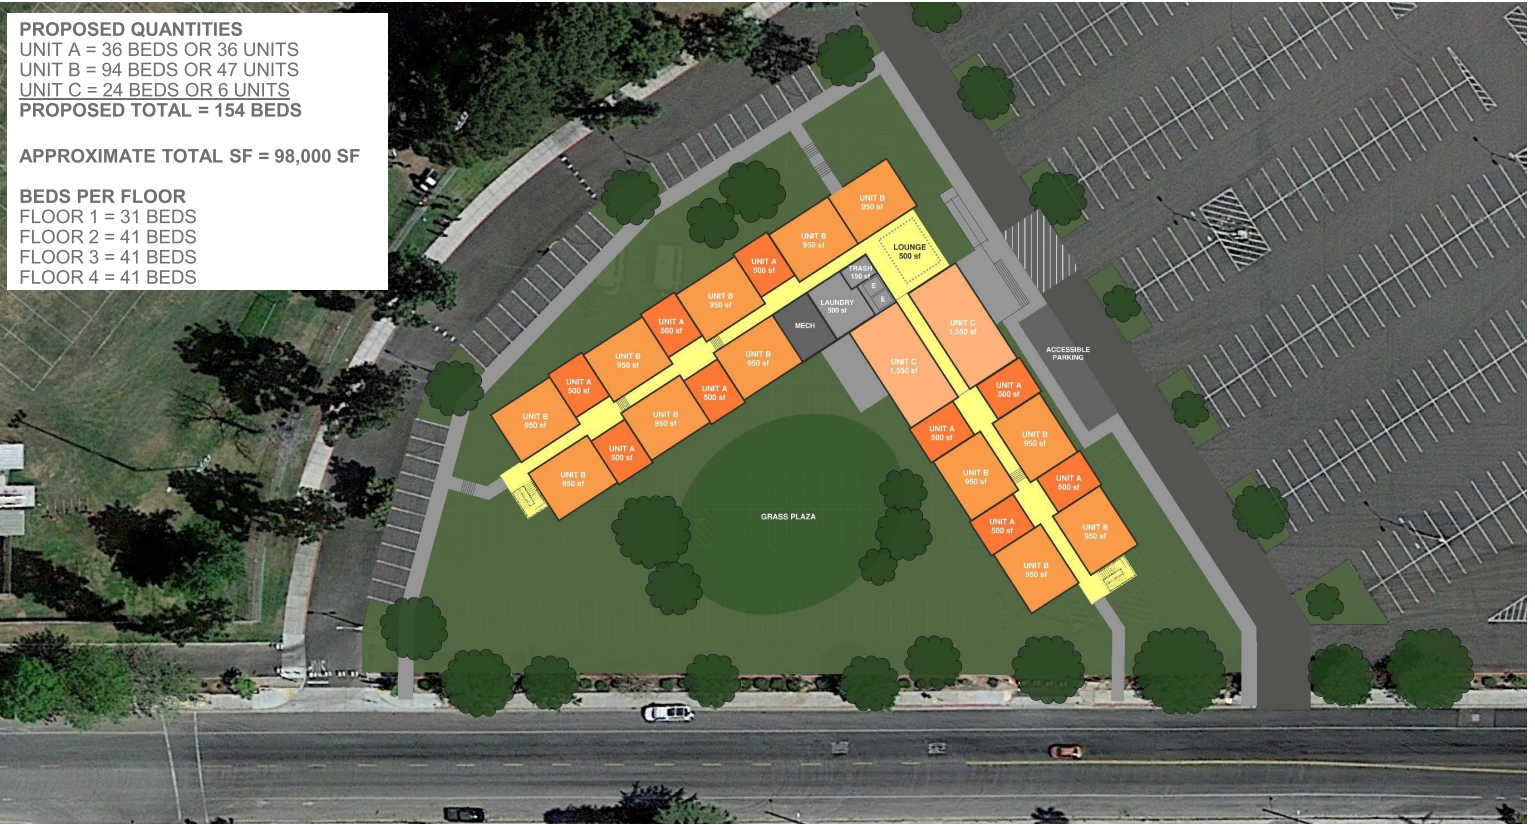 PROPOSED QUANTITIES
UNIT A = 36 BEDS OR 36 UNITS
UNIT B = 94 BEDS OR 47 UNITS
UNIT C = 24 BEDS OR 6 UNITS
PROPOSED TOTAL = 154 BEDS
APPROXIMATE TOTAL SF = 98,000 SF
BEDS PER FLOOR
FLOOR 1 = 31 BEDS
FLOOR 2 = 41 BEDS
FLOOR 3 = 41 BEDS
FLOOR 4 = 41 BEDS
UNIT B
950 sf
UNIT B
950 sf
UNIT A
500 sf
UNIT B
950 sf
UNIT A
500 sf
UNIT B
950 sf
UNIT A
500 sf
UNIT B
950 sf
LOUNGE
500 sf
TRASH
150 sf
E
E
LAUNDRY
500 sf
MECH
UNIT B
950 sf
UNIT A
500 sf
UNIT B
950 sf
UNIT A
500 sf
UNIT B
950 sf
UNIT C
1,550 sf
UNIT C
1,550 sf
ACCESSIBLE
PARKING
UNIT A
500 sf
UNIT A
500 sf
UNIT B
950 sf
UNIT B
950 sf
UNIT A
500 sf
UNIT A
500 sf
UNIT B
950 sf
UNIT B
950 sf
GRASS PLAZA